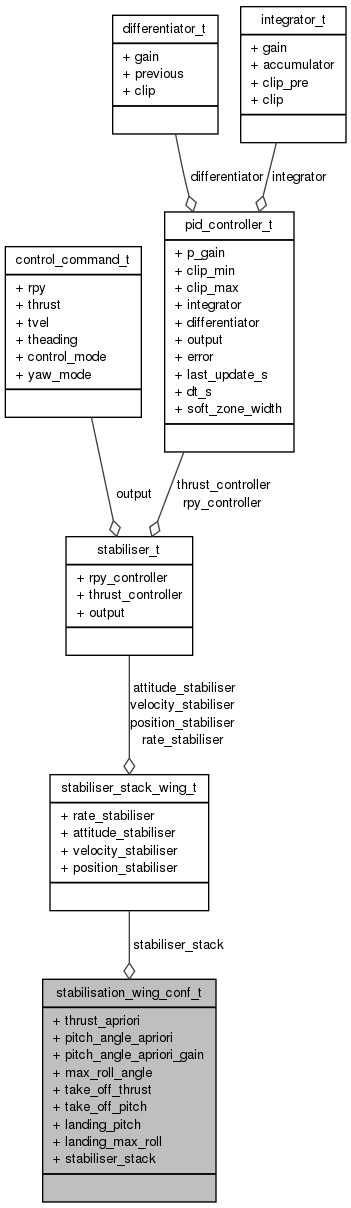 differentiator_t
+ gain
+ previous
+ clip
integrator_t
+ gain
+ accumulator
+ clip_pre
+ clip
differentiator
integrator
control_command_t
+ rpy
+ thrust
+ tvel
+ theading
+ control_mode
+ yaw_mode
pid_controller_t
+ p_gain
+ clip_min
+ clip_max
+ integrator
+ differentiator
+ output
+ error
+ last_update_s
+ dt_s
+ soft_zone_width
output
thrust_controller
rpy_controller
stabiliser_t
+ rpy_controller
+ thrust_controller
+ output
attitude_stabiliser
velocity_stabiliser
position_stabiliser
rate_stabiliser
stabiliser_stack_wing_t
+ rate_stabiliser
+ attitude_stabiliser
+ velocity_stabiliser
+ position_stabiliser
stabiliser_stack
stabilisation_wing_conf_t
+ thrust_apriori
+ pitch_angle_apriori
+ pitch_angle_apriori_gain
+ max_roll_angle
+ take_off_thrust
+ take_off_pitch
+ landing_pitch
+ landing_max_roll
+ stabiliser_stack